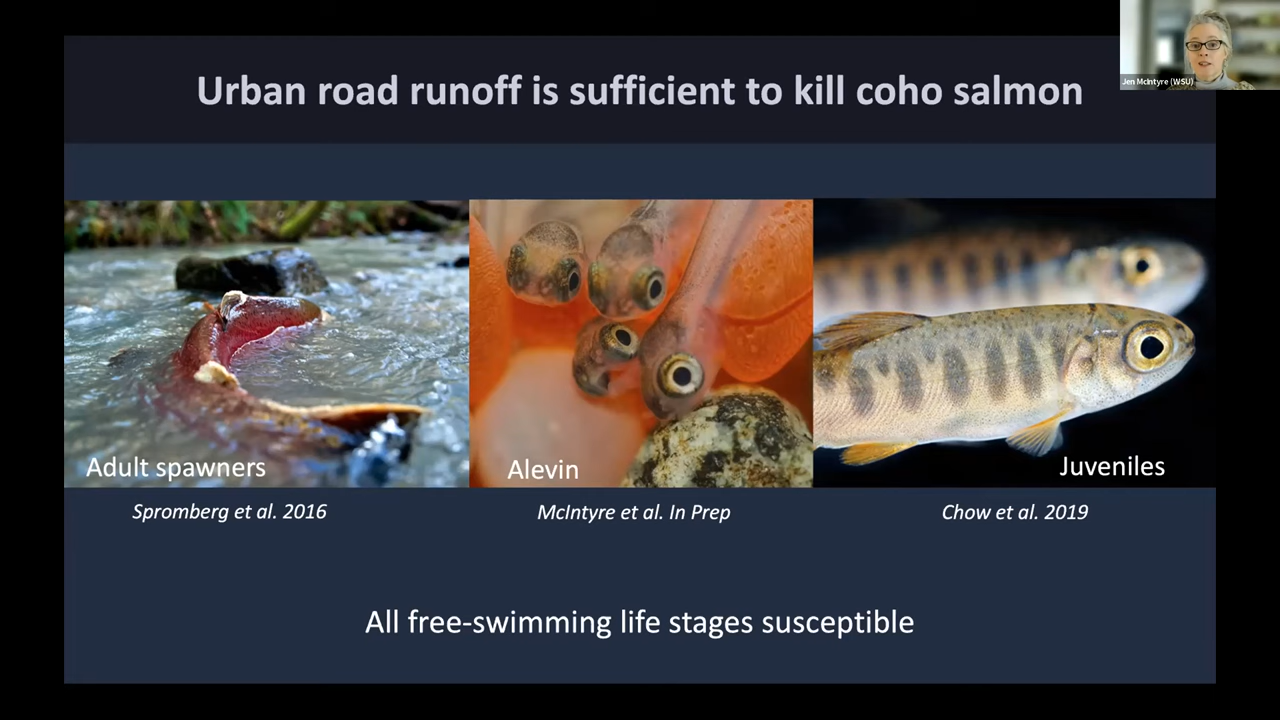 Urban road runoff is sufficient to kill coho salmon
Jen McIntyre (WSU)
Adult spawners
Alevin
Juveniles
Spromberg et al. 2016
McIntyre et al. In Prep
Chow et al. 2019
All free-swimming life stages susceptible